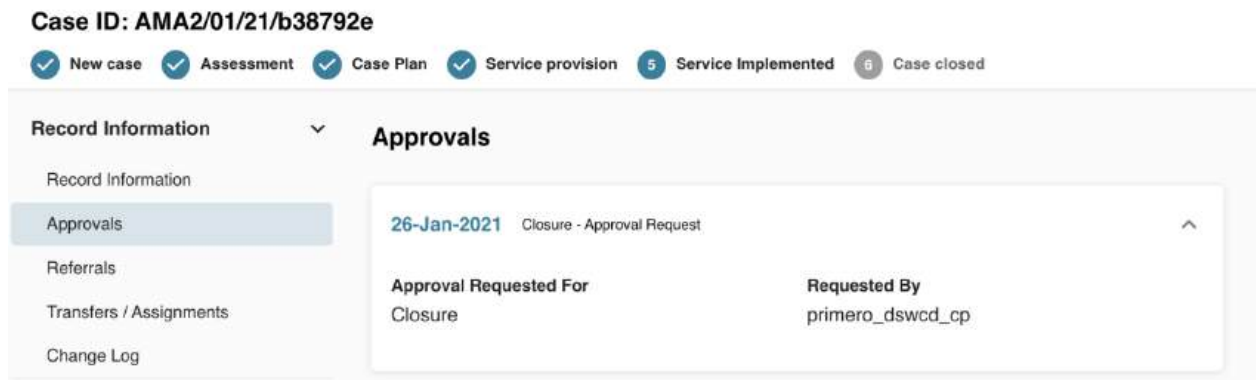 Case ID: AMA2/01/21/b38792e
New case Assessment Case Plan Service provision 5 Service Implemented 6 Case closed
Record Information
Record Information
Approvals
Referrals
Transfers / Assignments
Change Log
Approvals
26-Jan-2021 Closure - Approval Request
Approval Requested For
Closure
Requested By
primero_dswcd_cp